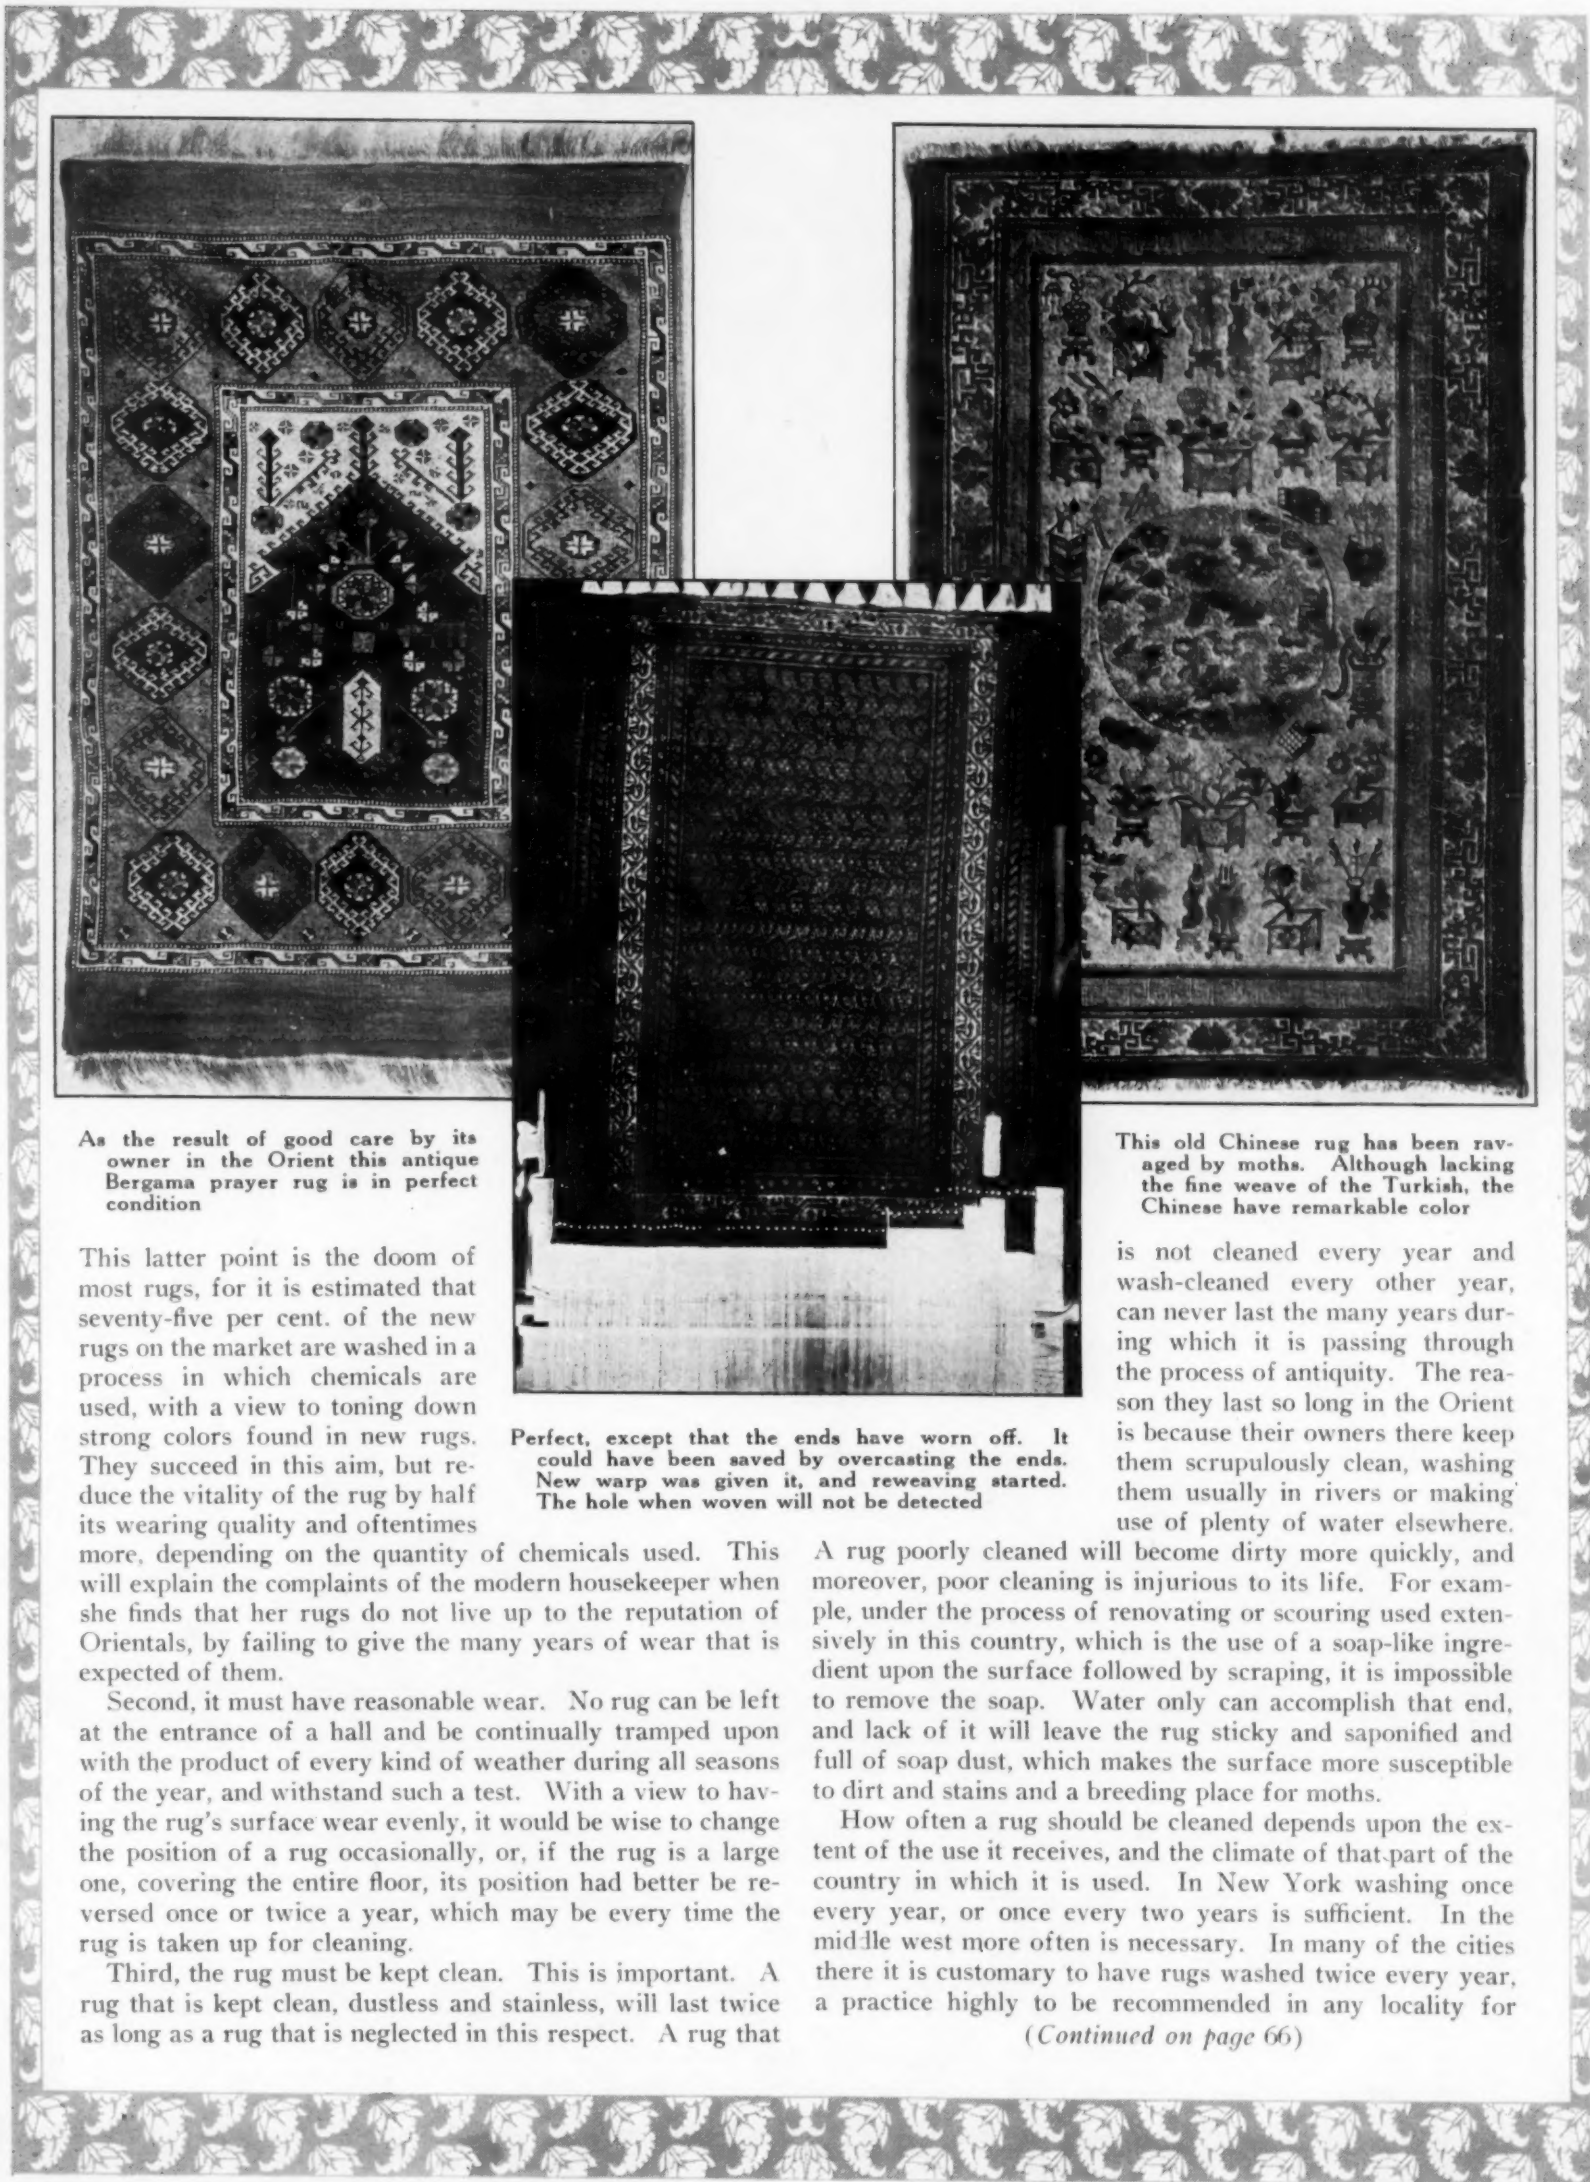 As the result of good care by its
owner in the Orient this antique
Bergama prayer rug is in perfect
condition
This latter point is the doom of
most rugs, for it is estimated that
seventy-five per cent. of the new
rugs on the market are washed in a
process in which chemicals are
used, with a view to toning down
strong colors found in new rugs.
They succeed in this aim, but re-
duce the vitality of the rug by half
its wearing quality and oftentimes
more, depending on the quantity of chemicals used. This
will explain the complaints of the modern housekeeper when
she finds that her rugs do not live up to the reputation of
Orientals, by failing to give the many years of wear that is
expected of them.
Second, it must have reasonable wear. No rug can be left
at the entrance of a hall and be continually tramped upon
with the product of every kind of weather during all seasons
of the year, and withstand such a test. With a view to hav-
ing the rug's surface wear evenly, it would be wise to change
the position of a rug occasionally, or, if the rug is a large
one, covering the entire floor, its position had better be re-
versed once or twice a year, which may be every time the
rug is taken up for cleaning.
Third, the rug must be kept clean. This is important. A
rug that is kept clean, dustless and stainless, will last twice
as long as a rug that is neglected in this respect. A rug that
Perfect, except that the ends have worn off. It
could have been saved by overcasting the ends.
New warp was given it, and reweaving started.
The hole when woven will not be detected
This old Chinese rug has been rav-
aged by moths. Although lacking
the fine weave of the Turkish, the
Chinese have remarkable color
is not cleaned every year and
wash-cleaned every other year,
can never last the many years dur-
ing which it is passing through
the process of antiquity. The rea-
son they last so long in the Orient
is because their owners there keep
them scrupulously clean, washing
them usually in rivers or making
use of plenty of water elsewhere.
A rug poorly cleaned will become dirty more quickly, and
moreover, poor cleaning is injurious to its life. For exam-
ple, under the process of renovating or scouring used exten-
sively in this country, which is the use of a soap-like ingre-
dient upon the surface followed by scraping, it is impossible
to remove the soap. Water only can accomplish that end,
and lack of it will leave the rug sticky and saponified and
full of soap dust, which makes the surface more susceptible
to dirt and stains and a breeding place for moths.
How often a rug should be cleaned depends upon the ex-
tent of the use it receives, and the climate of that part of the
country in which it is used. In New York washing once
every year, or once every two years is sufficient. In the
middle west more often is necessary. In many of the cities
there it is customary to have rugs washed twice every year,
a practice highly to be recommended in any locality for
(Continued on page 66)